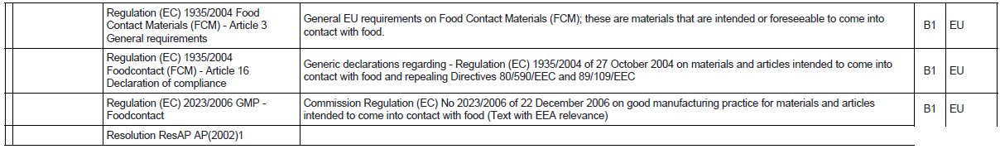 Regulation (EC) 1935/2004 Food
Contact Materials (FCM) - Article 3
General requirements
General EU requirements on Food Contact Materials (FCM); these are materials that are intended or foreseeable to come into
contact with food.
B1
EU
Regulation (EC) 1935/2004
Foodcontact (FCM) - Article 16
Declaration of compliance
Generic declarations regarding - Regulation (EC) 1935/2004 of 27 October 2004 on materials and articles intended to come into
contact with food and repealing Directives 80/590/EEC and 89/109/EEC
B1
EU
Regulation (EC) 2023/2006 GMP -
Foodcontact
Commission Regulation (EC) No 2023/2006 of 22 December 2006 on good manufacturing practice for materials and articles
intended to come into contact with food (Text with EEA relevance)
B1
EU
Resolution ResAP AP(2002)1